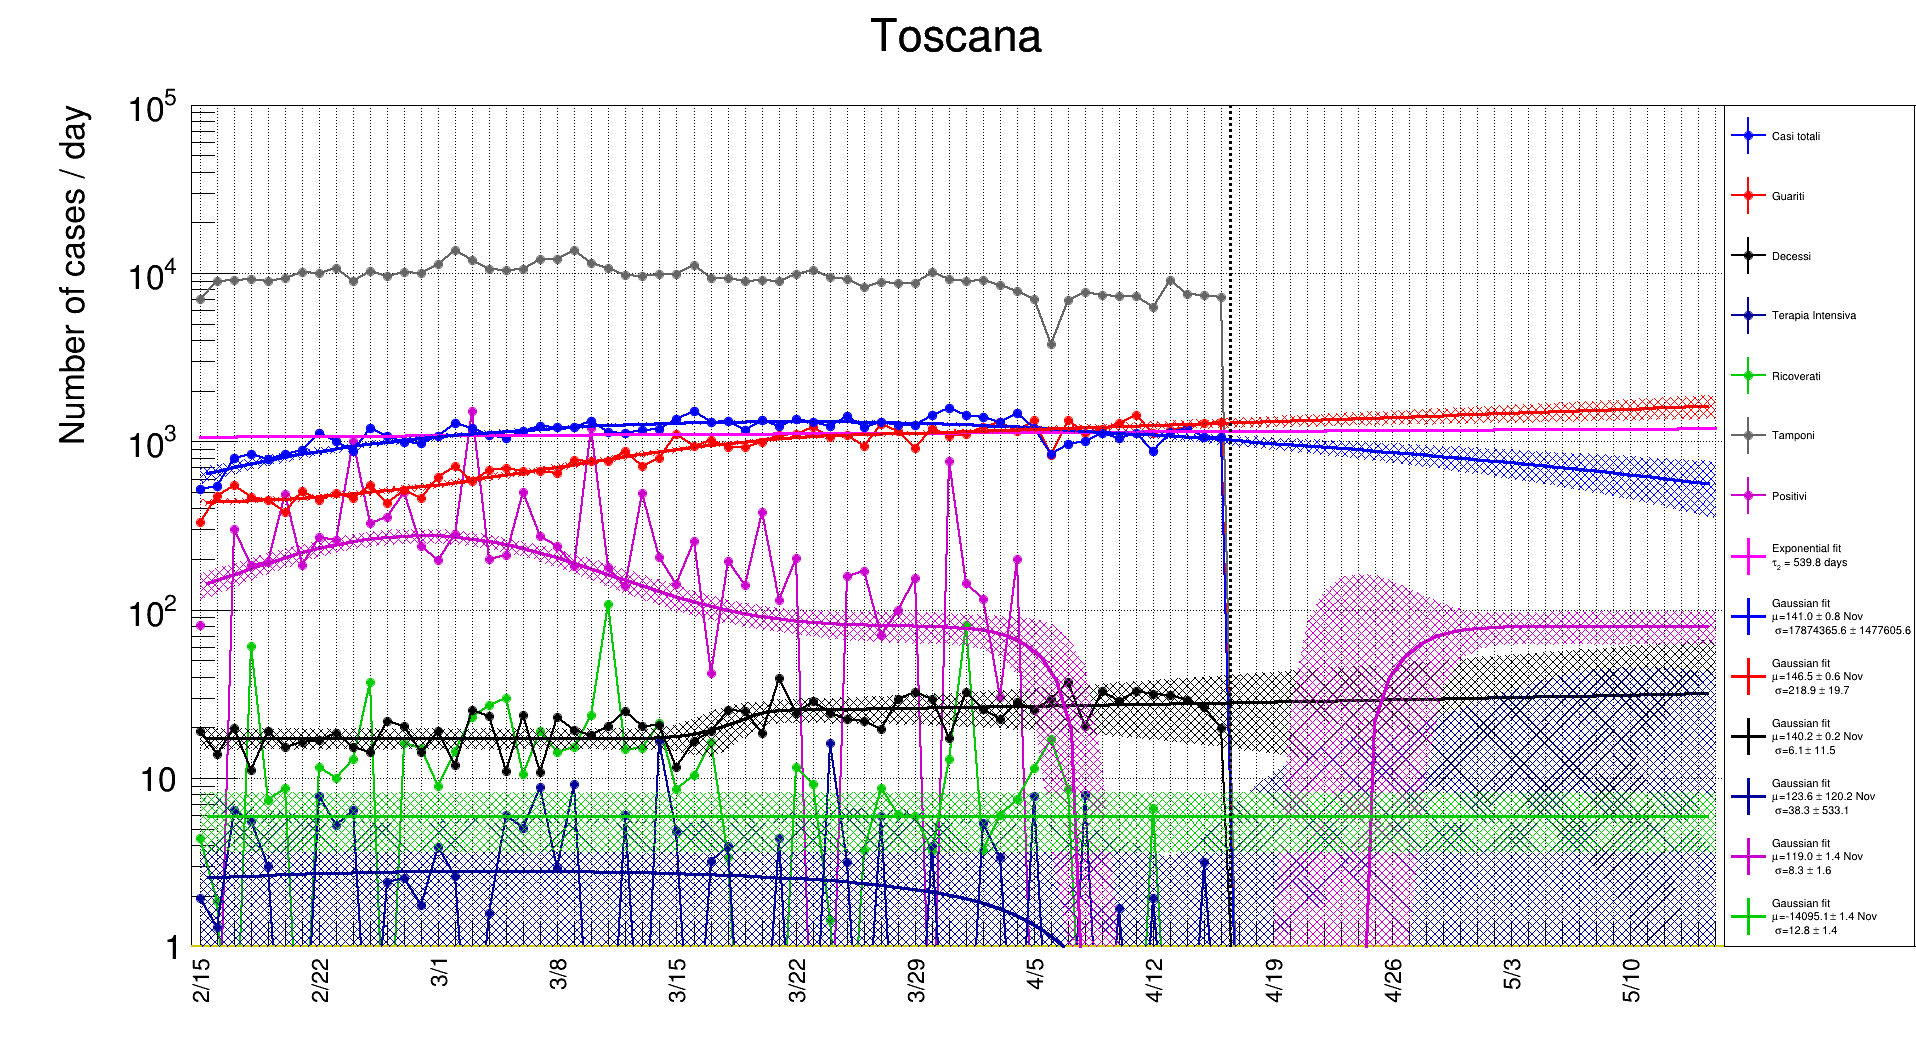 Toscana
Number of cases / day
10^5
10^4
10^3
10^2
10
1
2/15
2/22
3/1
3/8
3/15
3/22
3/29
4/5
4/12
4/19
4/26
5/3
5/10
Casi totali
Guariti
Decessi
Terapia Intensiva
Ricoverati
Tamponi
Positivi
Exponential fit
τ₂ = 539.8 days
Gaussian fit
μ=141.0 ± 0.8 Nov
σ=17874365.6 ± 1477605.6
Gaussian fit
μ=146.5 ± 0.6 Nov
σ=218.9 ± 19.7
Gaussian fit
μ=140.2 ± 0.2 Nov
σ=6.1 ± 11.5
Gaussian fit
μ=123.6 ± 120.2 Nov
σ=38.3 ± 533.1
Gaussian fit
μ=119.0 ± 1.4 Nov
σ=8.3 ± 1.6
Gaussian fit
μ=-14095.1 ± 1.4 Nov
σ=12.8 ± 1.4